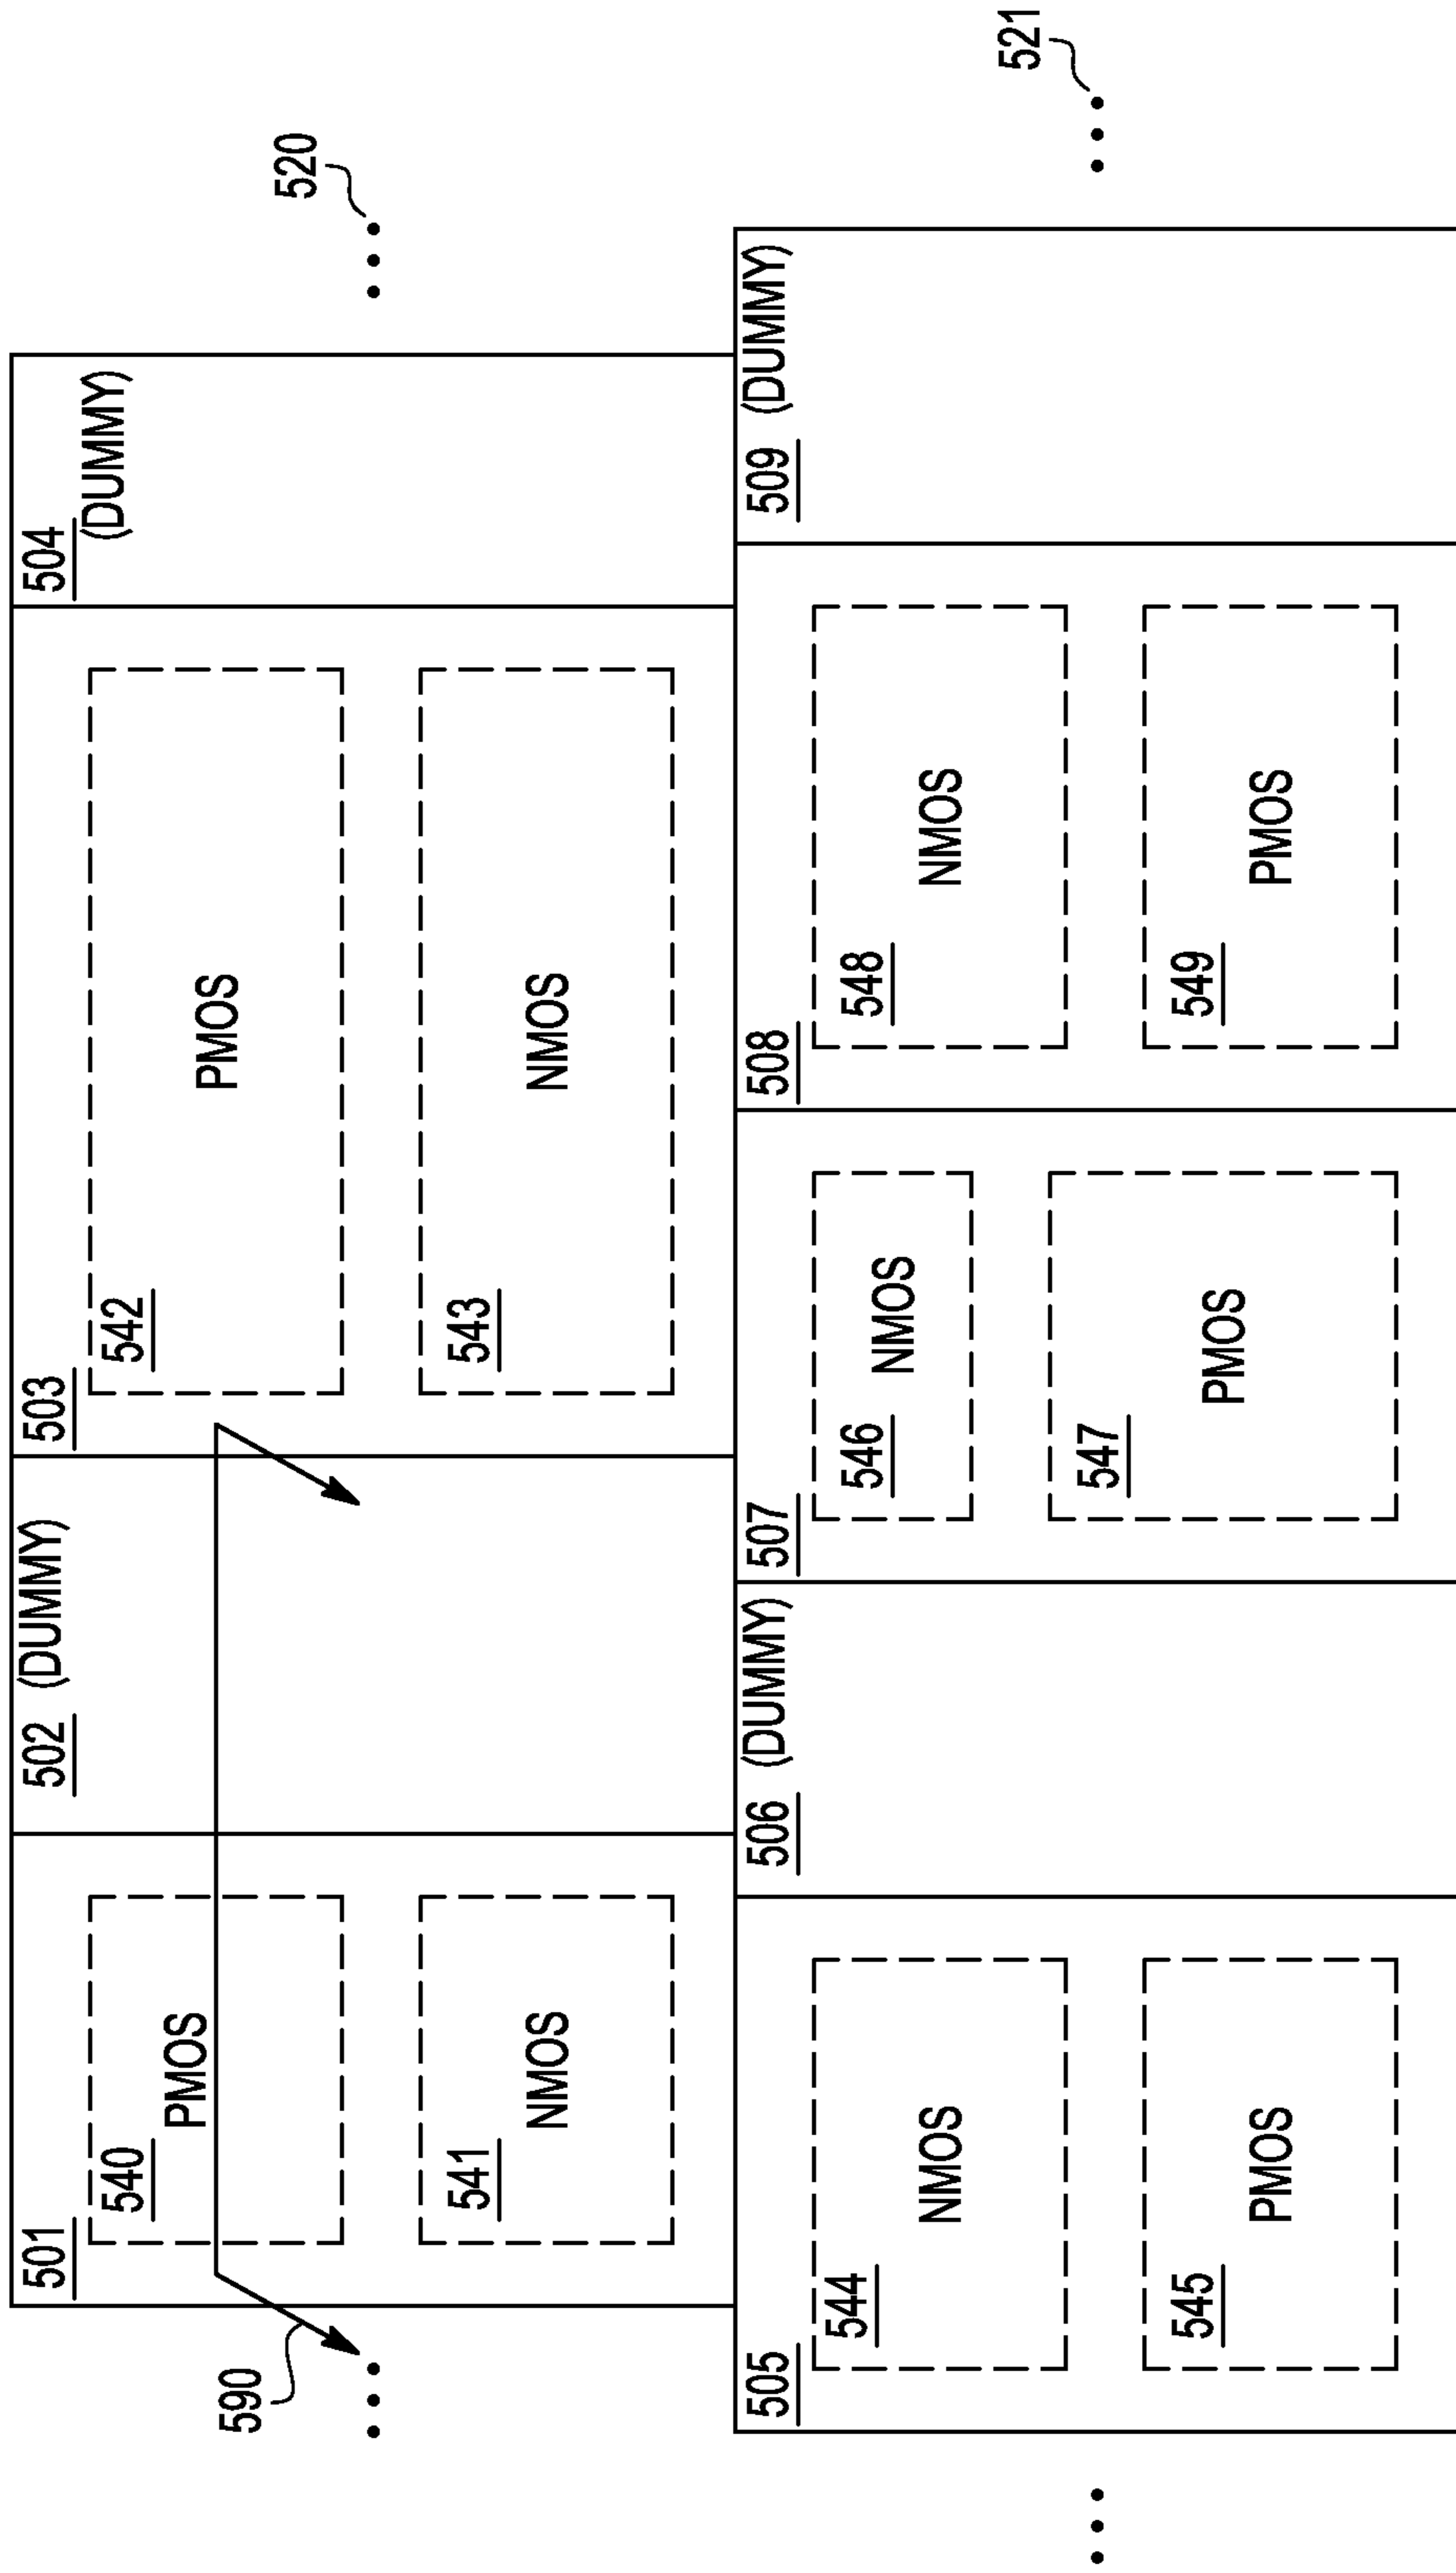 520
501
502 (DUMMY)
503
504
(DUMMY)
540
PMOS
542
PMOS
590
541
NMOS
543
NMOS
521
505
506 (DUMMY)
507
508
509 (DUMMY)
544
NMOS
546
NMOS
548
NMOS
545
PMOS
547
PMOS
549
PMOS